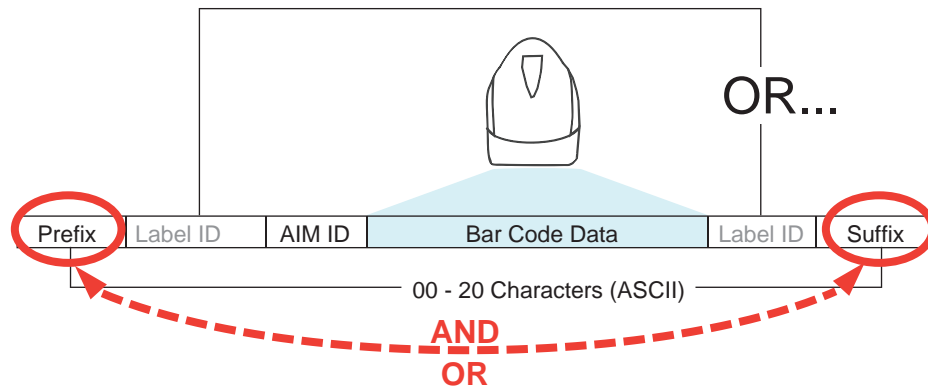 OR...
Prefix Label ID AIM ID Bar Code Data Label ID Suffix
00 - 20 Characters (ASCII)
AND
OR